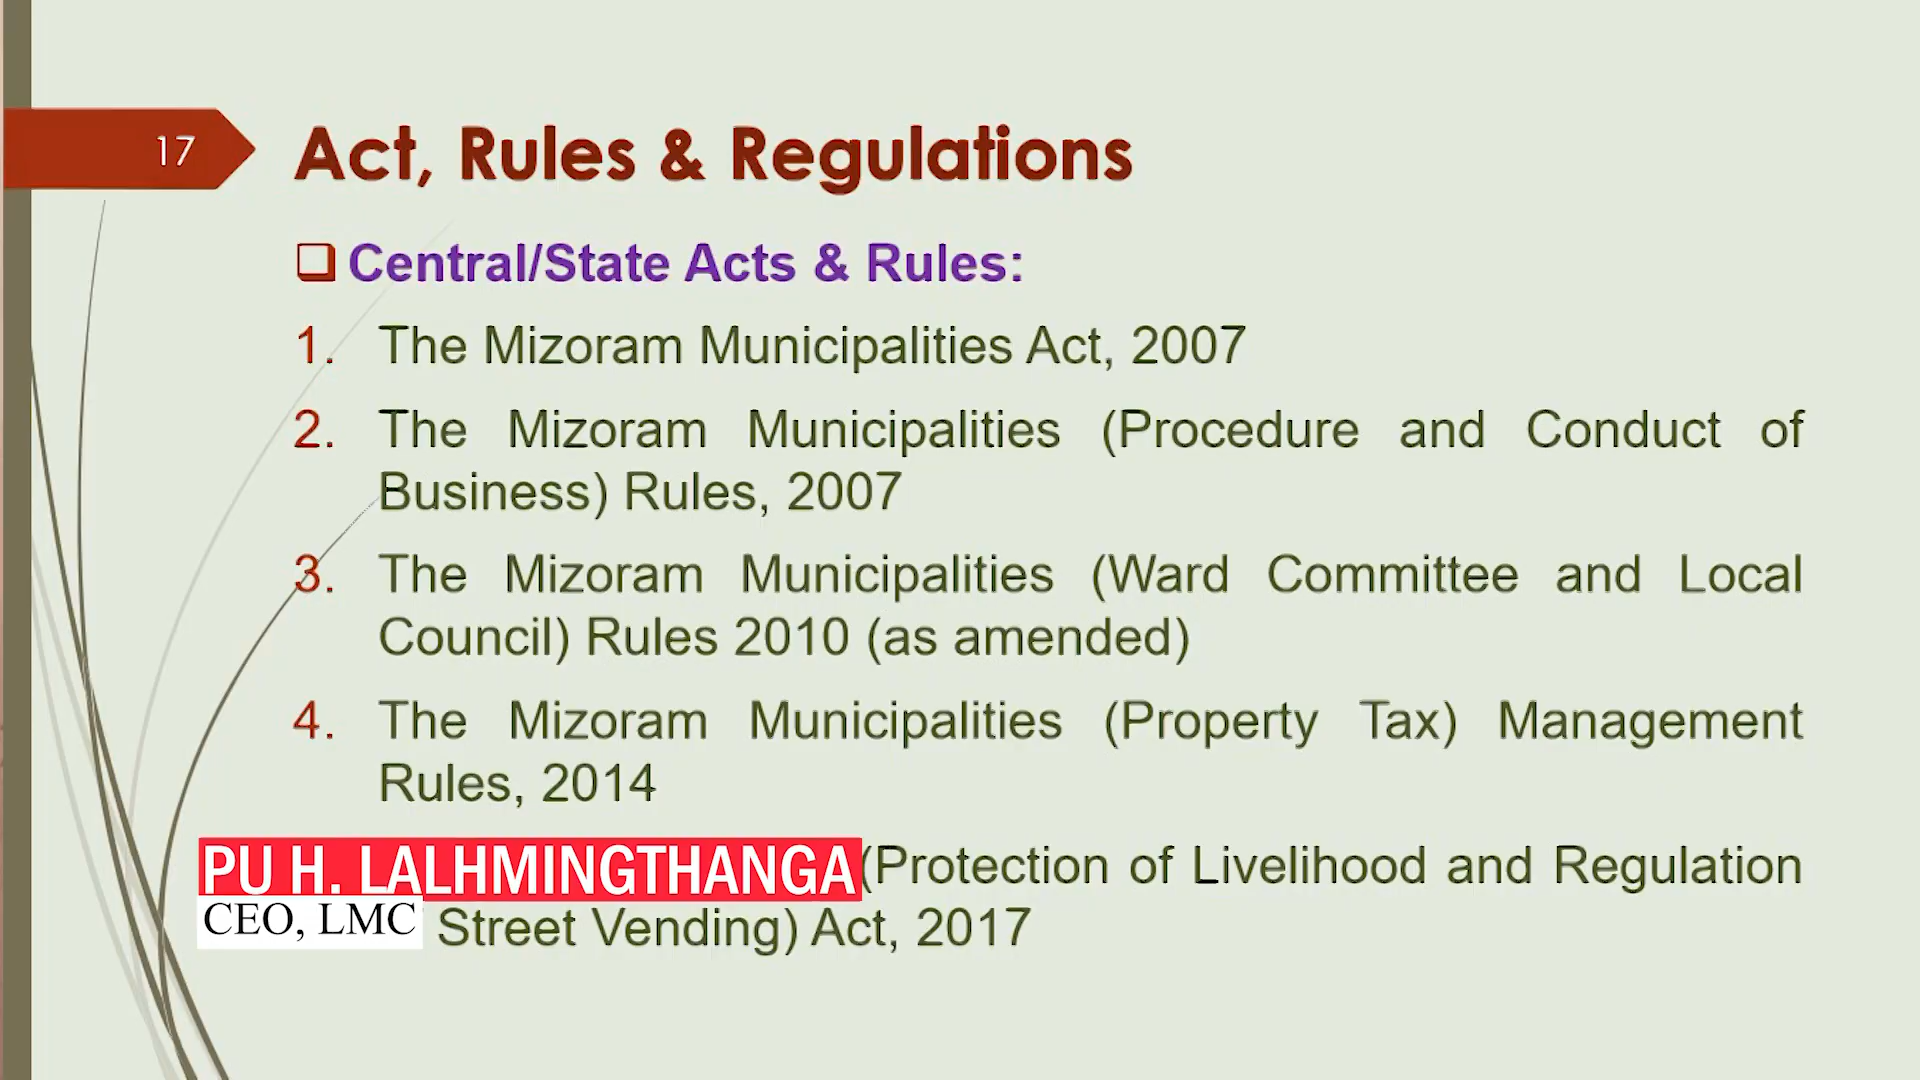 17
Act, Rules & Regulations
Central/State Acts & Rules:
1. The Mizoram Municipalities Act, 2007
2. The Mizoram Municipalities (Procedure and Conduct of
Business) Rules, 2007
3. The Mizoram Municipalities (Ward Committee and Local
Council) Rules 2010 (as amended)
4. The Mizoram Municipalities (Property Tax) Management
Rules, 2014
(Protection of Livelihood and Regulation
Street Vending) Act, 2017
PU H. LALHMINGTHANGA
CEO, LMC